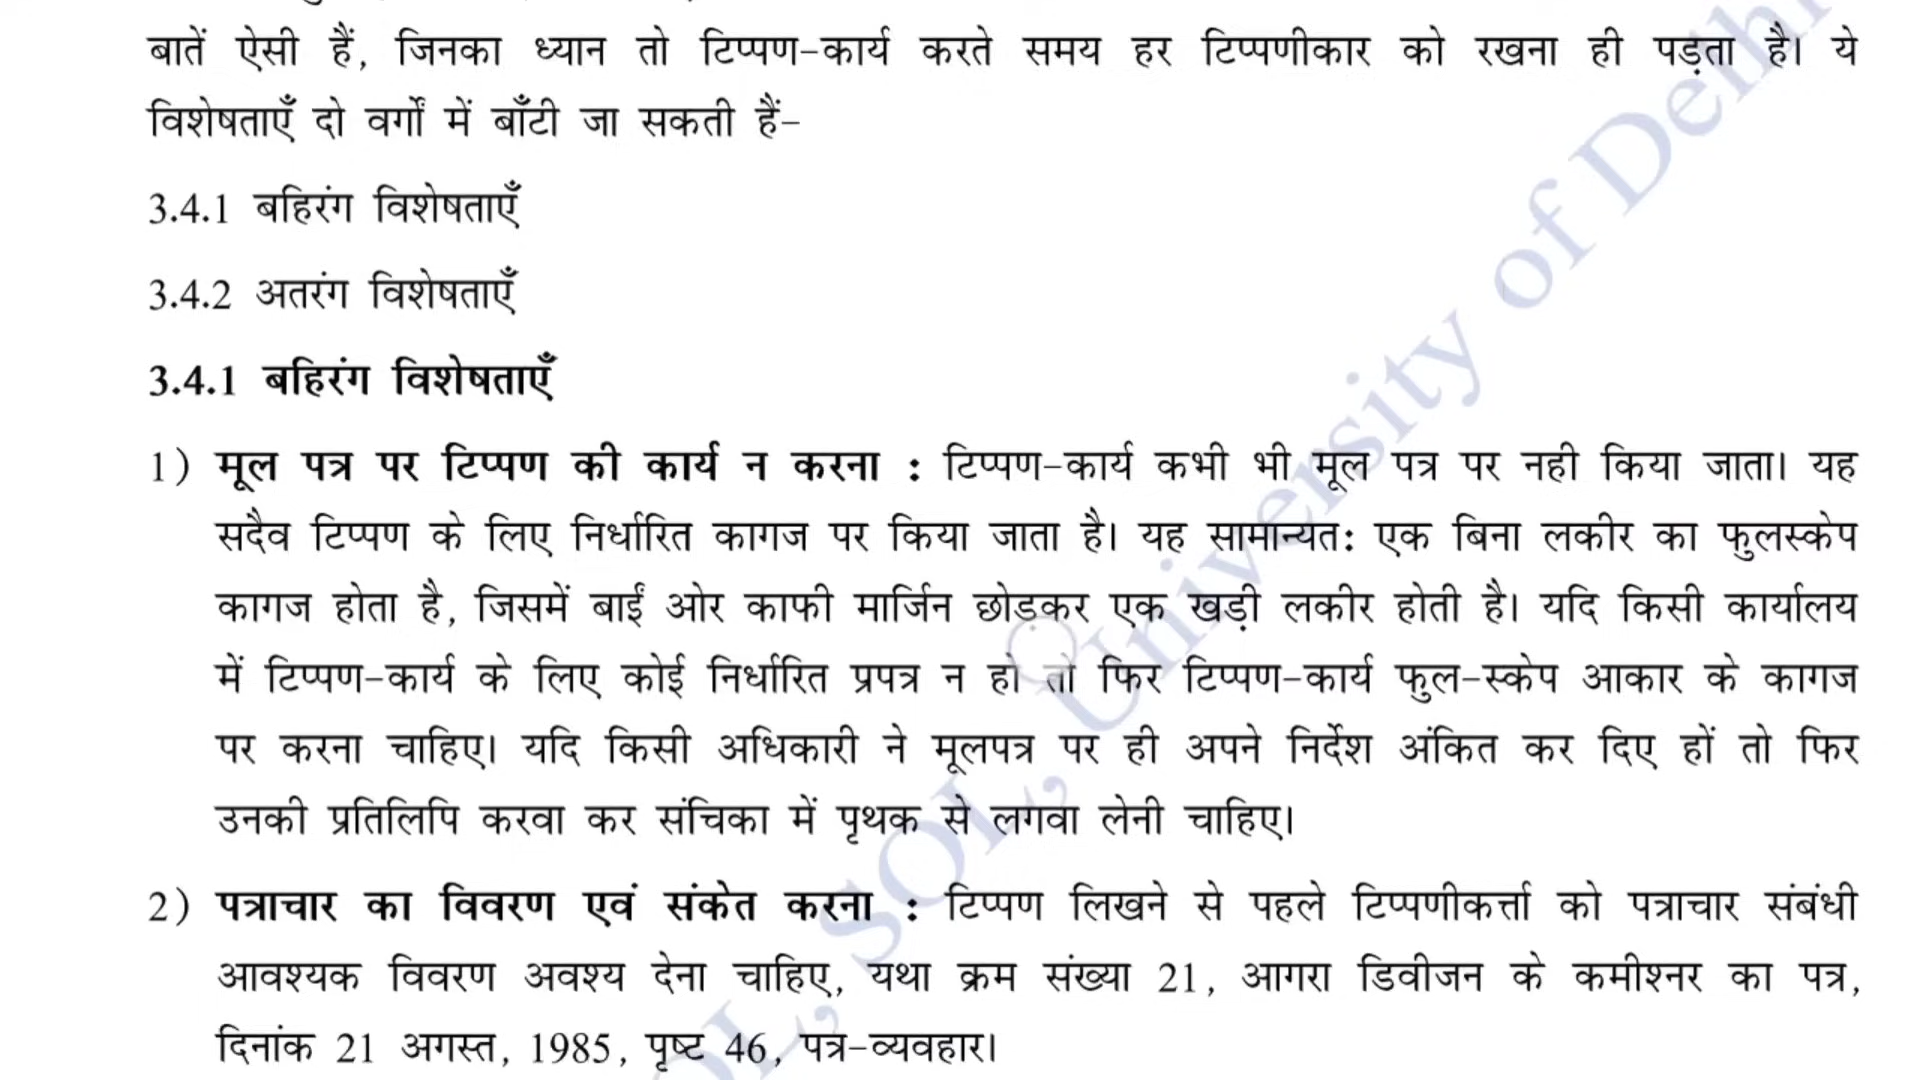 बातें ऐसी हैं, जिनका ध्यान तो टिप्पण-कार्य करते समय हर टिप्पणीकार को रखना ही पड़ता है। ये
विशेषताएँ दो वर्गों में बाँटी जा सकती हैं-
3.4.1 बहिरंग विशेषताएँ
3.4.2 अतरंग विशेषताएँ
3.4.1 बहिरंग विशेषताएँ
1) मूल पत्र पर टिप्पण की कार्य न करना : टिप्पण-कार्य कभी भी मूल पत्र पर नही किया जाता। यह
सदैव टिप्पण के लिए निर्धारित कागज पर किया जाता है। यह सामान्यत: एक बिना लकीर का फुलस्केप
कागज होता है, जिसमें बाईं ओर काफी मार्जिन छोड़कर एक खड़ी लकीर होती है। यदि किसी कार्यालय
में टिप्पण-कार्य के लिए कोई निर्धारित प्रपत्र न हो तो फिर टिप्पण-कार्य फुल-स्केप आकार के कागज
पर करना चाहिए। यदि किसी अधिकारी ने मूलपत्र पर ही अपने निर्देश अंकित कर दिए हों तो फिर
उनकी प्रतिलिपि करवा कर संचिका में पृथक से लगवा लेनी चाहिए।
2) पत्राचार का विवरण एवं संकेत करना : टिप्पण लिखने से पहले टिप्पणीकर्त्ता को पत्राचार संबंधी
आवश्यक विवरण अवश्य देना चाहिए, यथा क्रम संख्या 21, आगरा डिवीजन के कमीश्नर का पत्र,
दिनांक 21 अगस्त, 1985, पृष्ट 46, पत्र-व्यवहार।
OL, SOL, University of Delhi